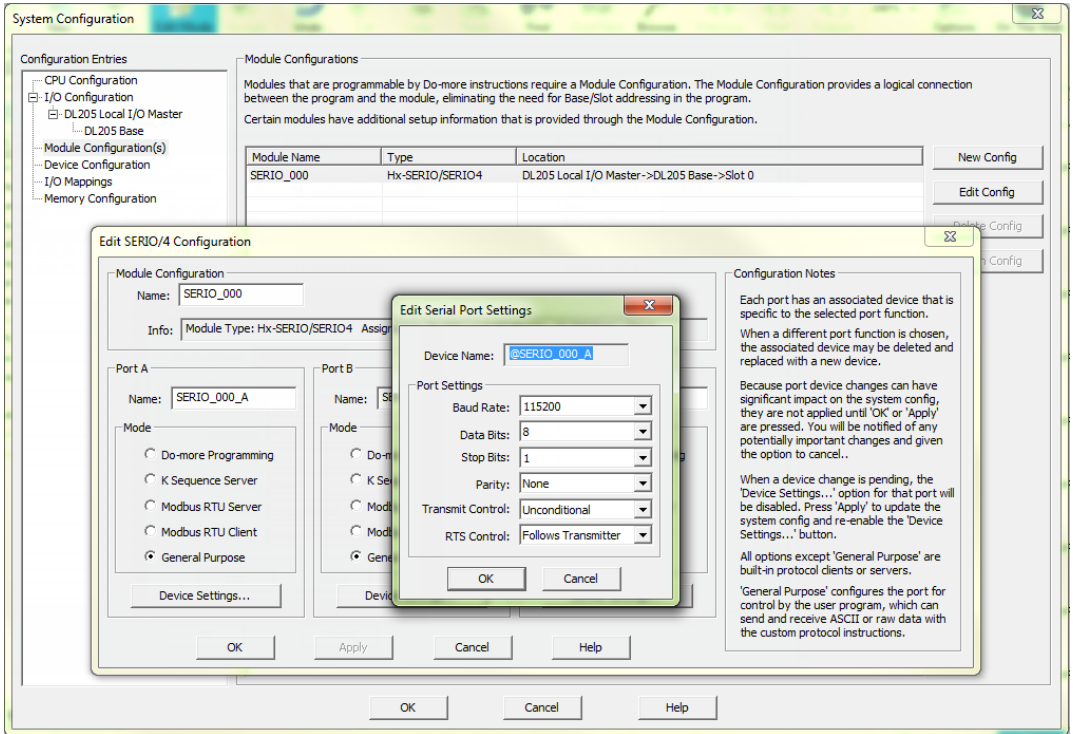 System Configuration
Configuration Entries
CPU Configuration
I/O Configuration
DL205 Local I/O Master
DL205 Base
Module Configuration(s)
Device Configuration
I/O Mappings
Memory Configuration
Module Configurations
Modules that are programmable by Do-more instructions require a Module Configuration. The Module Configuration provides a logical connection
between the program and the module, eliminating the need for Base/Slot addressing in the program.
Certain modules have additional setup information that is provided through the Module Configuration.
Module Name Type Location
SERIO_000 Hx-SERIO/SERIO4 DL205 Local I/O Master->DL205 Base->Slot 0
New Config
Edit Config
Config
Config
Edit SERIO/4 Configuration
Module Configuration
Name: SERIO_000
Info: Module Type: Hx-SERIO/SERIO4
Port A
Name: SERIO_000_A
Mode
Do-more Programming
K Sequence Server
Modbus RTU Server
Modbus RTU Client
General Purpose
Device Settings...
Port B
Name:
Mode
OK
Apply
Cancel
Help
Edit Serial Port Settings
Device Name: @SERIO_000_A
Port Settings
Baud Rate: 115200
Data Bits: 8
Stop Bits: 1
Parity: None
Transmit Control: Unconditional
RTS Control: Follows Transmitter
OK Cancel
Configuration Notes
Each port has an associated device that is
specific to the selected port function.
When a different port function is chosen,
the associated device may be deleted and
replaced with a new device.
Because port device changes can have
significant impact on the system config,
they are not applied until 'OK' or 'Apply'
are pressed. You will be notified of any
potentially important changes and given
the option to cancel..
When a device change is pending, the
'Device Settings...' option for that port will
be disabled. Press 'Apply' to update the
system config and re-enable the 'Device
Settings...' button.
All options except 'General Purpose' are
built-in protocol clients or servers.
'General Purpose' configures the port for
control by the user program, which can
send and receive ASCII or raw data with
the custom protocol instructions.
OK Cancel Help